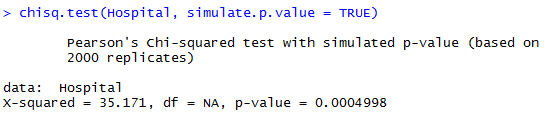 > chisq.test(Hospital, simulate.p.value = TRUE)
Pearson's Chi-squared test with simulated p-value (based on
2000 replicates)
data:  Hospital
X-squared = 35.171, df = NA, p-value = 0.0004998